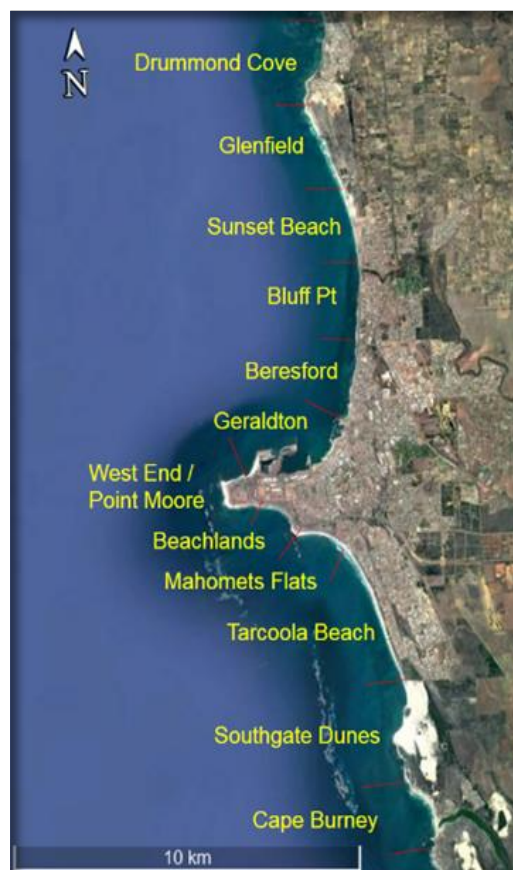 N
Drummond Cove
Glenfield
Sunset Beach
Bluff Pt
Beresford
Geraldton
West End /
Point Moore
Beachlands
Mahomets Flats
Tarcoola Beach
Southgate Dunes
Cape Burney
10 km